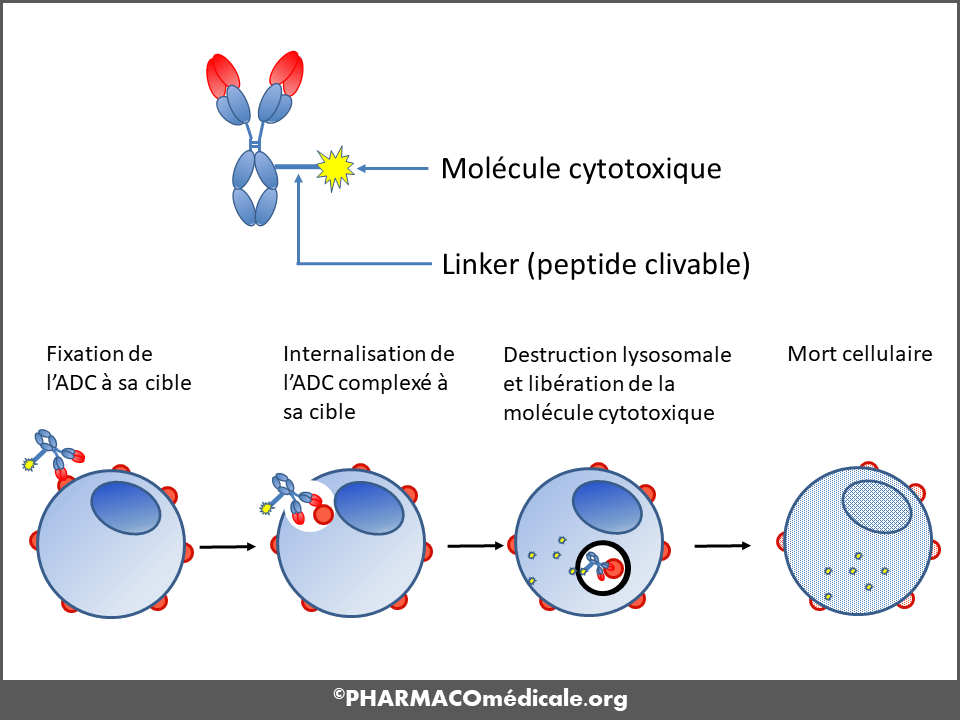 Molécule cytotoxique
Linker (peptide clivable)
Fixation de
l’ADC à sa cible
Internalisation de
l’ADC complexé à
sa cible
Destruction lysosomale
et libération de la
molécule cytotoxique
Mort cellulaire
©PHARMACOmédicale.org